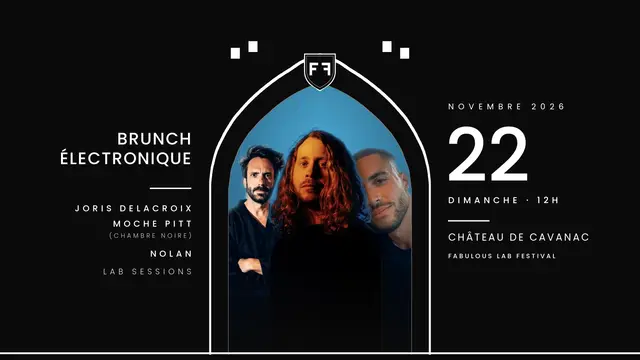 FF
BRUNCH
ÉLECTRONIQUE
JORIS DELACROIX
MOCHE PITT
(CHAMBRE NOIRE)
NOLAN
LAB SESSIONS
NOVEMBRE 2026
22
DIMANCHE · 12H
CHÂTEAU DE CAVANAC
FABULOUS LAB FESTIVAL